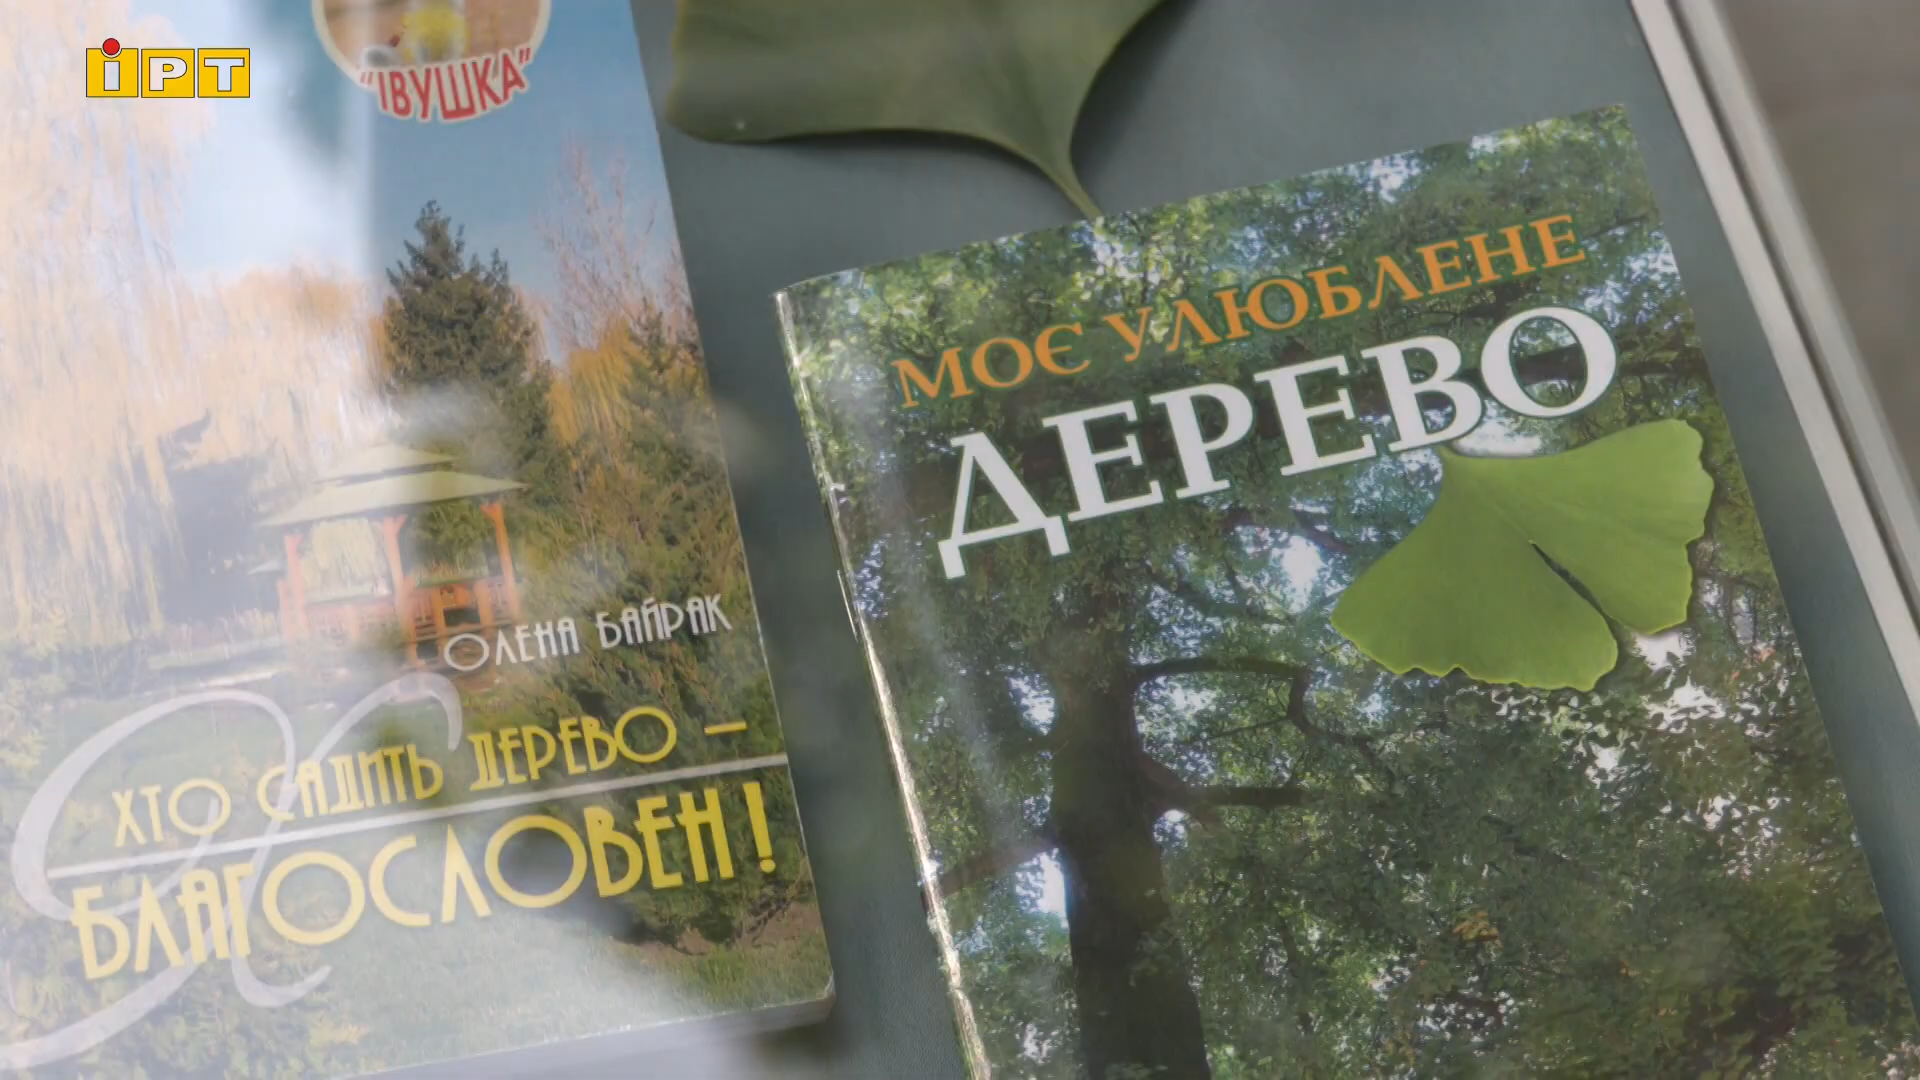 іРТ
"ІВУШКА"
ОЛЕНА БАЙРАК
ХТО САДИТЬ ДЕРЕВО –
БЛАГОСЛОВЕН!
МОЄ УЛЮБЛЕНЕ
ДЕРЕВО